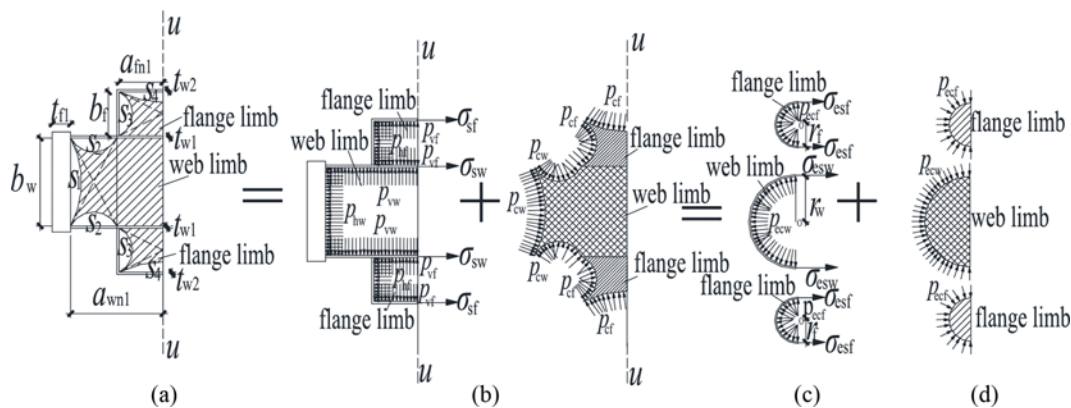 u
a_fn1
t_w2
s_4
b_f
s_3
flange limb
t_f1
t_w1
s_2
s_1
b_w
web limb
s_2
t_w1
s_3
flange limb
s_4
t_w2
a_wn1
u
(a)
=
u
flange limb
σ_sf
p_vf
p_hf
p_vf
web limb
σ_sw
p_vw
p_hw
p_vw
σ_sw
p_vf
p_hf
p_vf
σ_sf
flange limb
u
(b)
+
u
p_cf
p_cf
flange limb
p_cw
p_cw
web limb
p_cw
p_cf
flange limb
p_cf
u
=
flange limb
σ_esf
p_ecf
r_f
σ_esf
web limb
σ_esw
r_w
p_ecw
o
σ_esw
flange limb
σ_esf
p_ecf
r_f
σ_esf
(c)
+
p_ecf
flange limb
p_ecw
web limb
p_ecf
flange limb
(d)